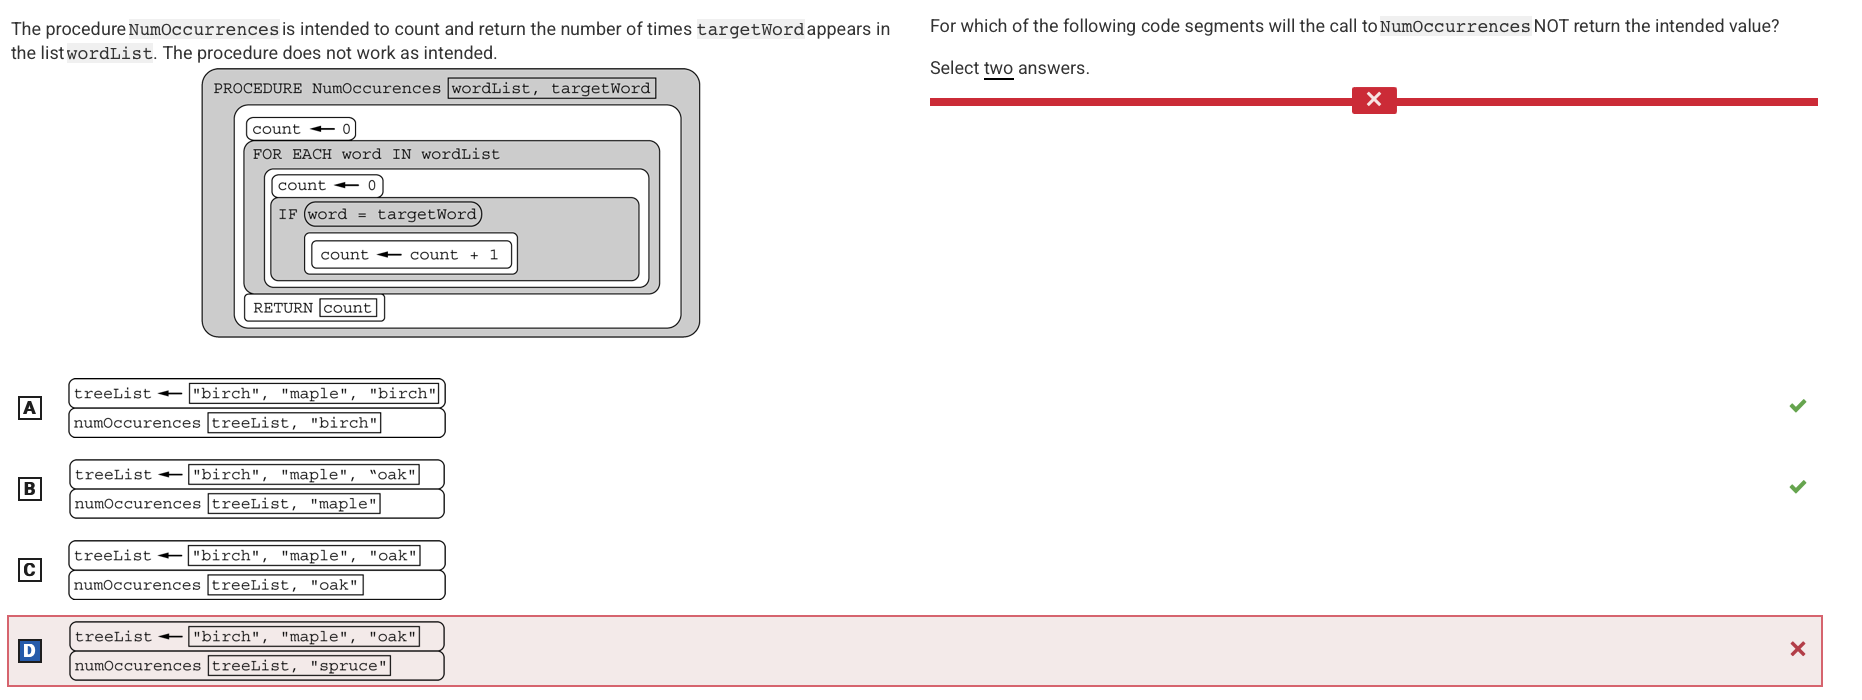 The procedure NumOccurrences is intended to count and return the number of times targetWord appears in
the list wordList. The procedure does not work as intended.
PROCEDURE NumOccurences wordList, targetWord
count ← 0
FOR EACH word IN wordList
count ← 0
IF word = targetWord
count ← count + 1
RETURN count
For which of the following code segments will the call to NumOccurrences NOT return the intended value?
Select two answers.
A
treeList ← "birch", "maple", "birch"
numOccurences treeList, "birch"
B
treeList ← "birch", "maple", “oak"
numOccurences treeList, "maple"
C
treeList ← "birch", "maple", "oak"
numOccurences treeList, "oak"
D
treeList ← "birch", "maple", "oak"
numOccurences treeList, "spruce"